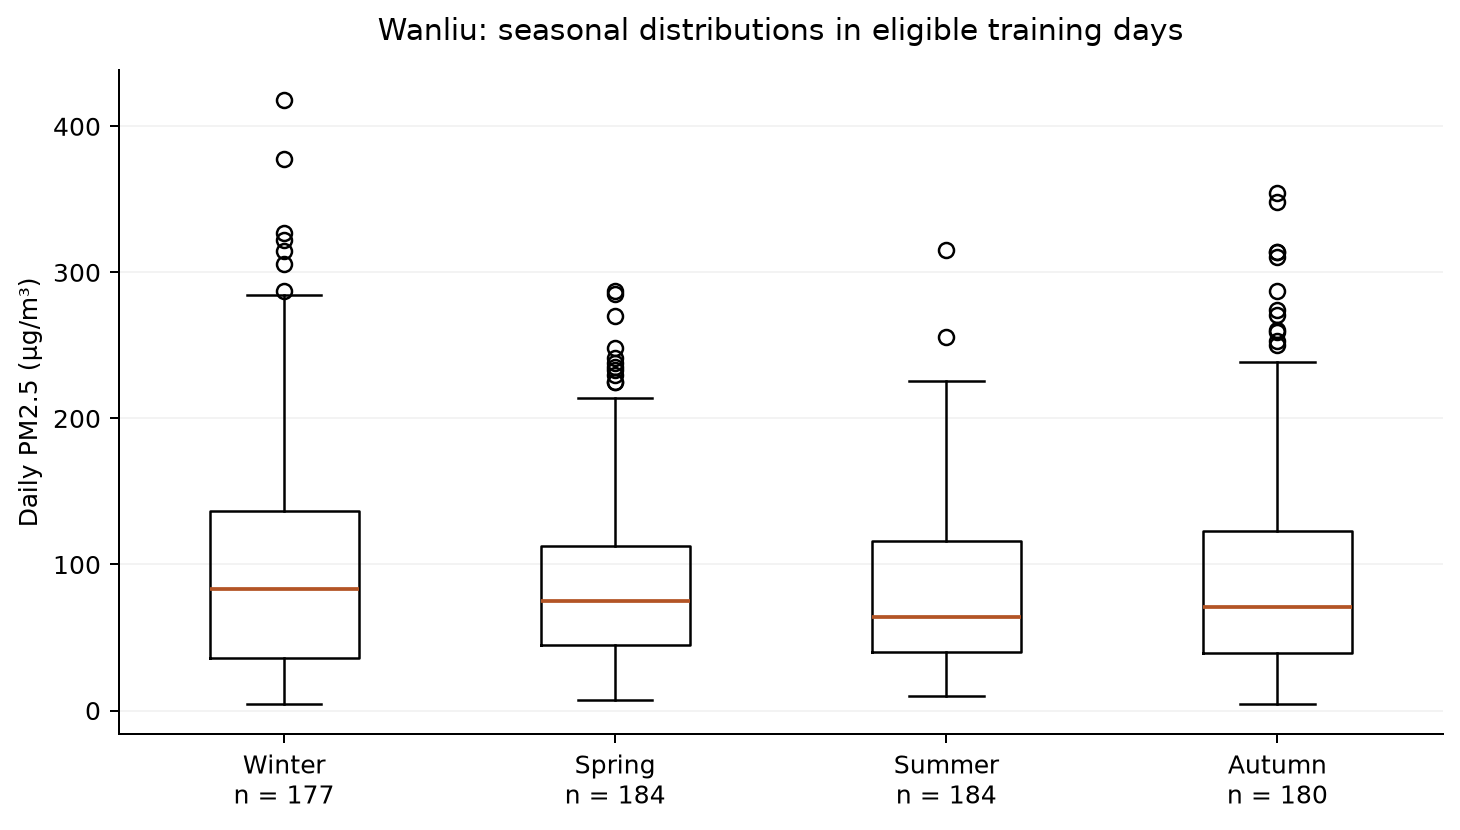 Wanliu: seasonal distributions in eligible training days
Daily PM2.5 (µg/m³)
400
300
200
100
0
Winter Spring Summer Autumn
n = 177 n = 184 n = 184 n = 180